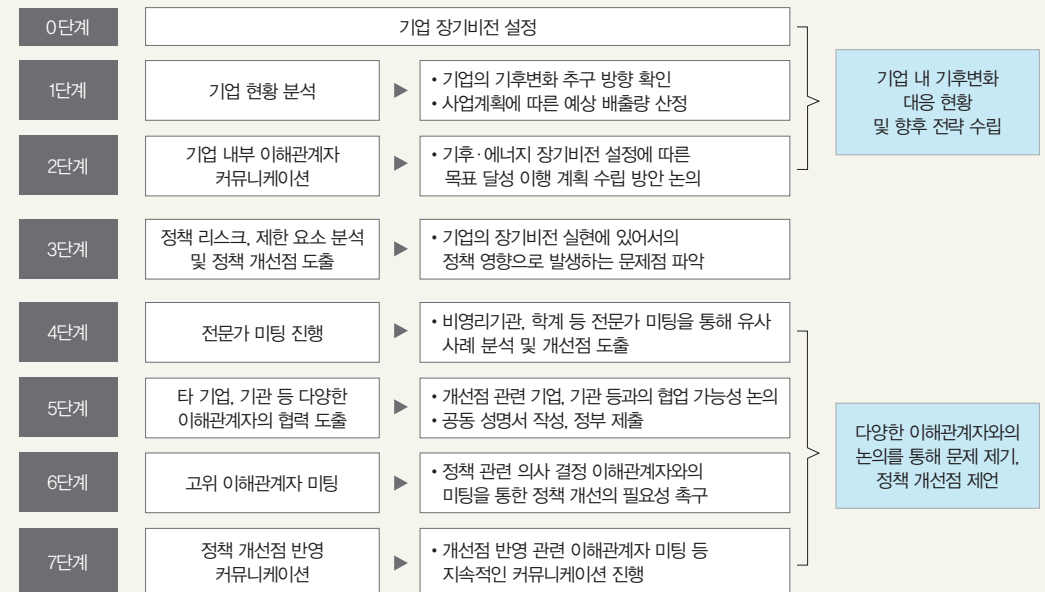 0단계
기업 장기비전 설정
1단계
기업 현황 분석
• 기업의 기후변화 추구 방향 확인
• 사업계획에 따른 예상 배출량 산정
2단계
기업 내부 이해관계자
커뮤니케이션
• 기후·에너지 장기비전 설정에 따른
목표 달성 이행 계획 수립 방안 논의
기업 내 기후변화
대응 현황
및 향후 전략 수립
3단계
정책 리스크, 제한 요소 분석
및 정책 개선점 도출
• 기업의 장기비전 실현에 있어서의
정책 영향으로 발생하는 문제점 파악
4단계
전문가 미팅 진행
• 비영리기관, 학계 등 전문가 미팅을 통해 유사
사례 분석 및 개선점 도출
5단계
타 기업, 기관 등 다양한
이해관계자의 협력 도출
• 개선점 관련 기업, 기관 등과의 협업 가능성 논의
• 공동 성명서 작성, 정부 제출
6단계
고위 이해관계자 미팅
• 정책 관련 의사 결정 이해관계자와의
미팅을 통한 정책 개선의 필요성 촉구
7단계
정책 개선점 반영
커뮤니케이션
• 개선점 반영 관련 이해관계자 미팅 등
지속적인 커뮤니케이션 진행
다양한 이해관계자와의
논의를 통해 문제 제기,
정책 개선점 제언